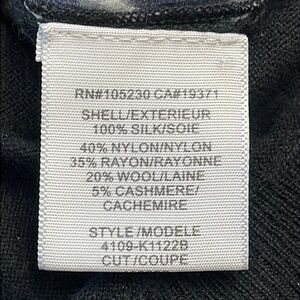 RN#105230 CA#19371
SHELL/EXTERIEUR
100% SILK/SOIE
40% NYLON/NYLON
35% RAYON/RAYONNE
20% WOOL/LAINE
5% CASHMERE/
CACHEMIRE
STYLE/MODELE
4109-K1122B
CUT/COUPE